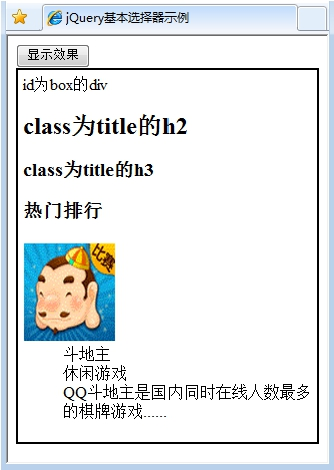 jQuery基本选择器示例
显示效果
id为box的div
class为title的h2
class为title的h3
热门排行
比赛
斗地主
休闲游戏
QQ斗地主是国内同时在线人数最多
的棋牌游戏......